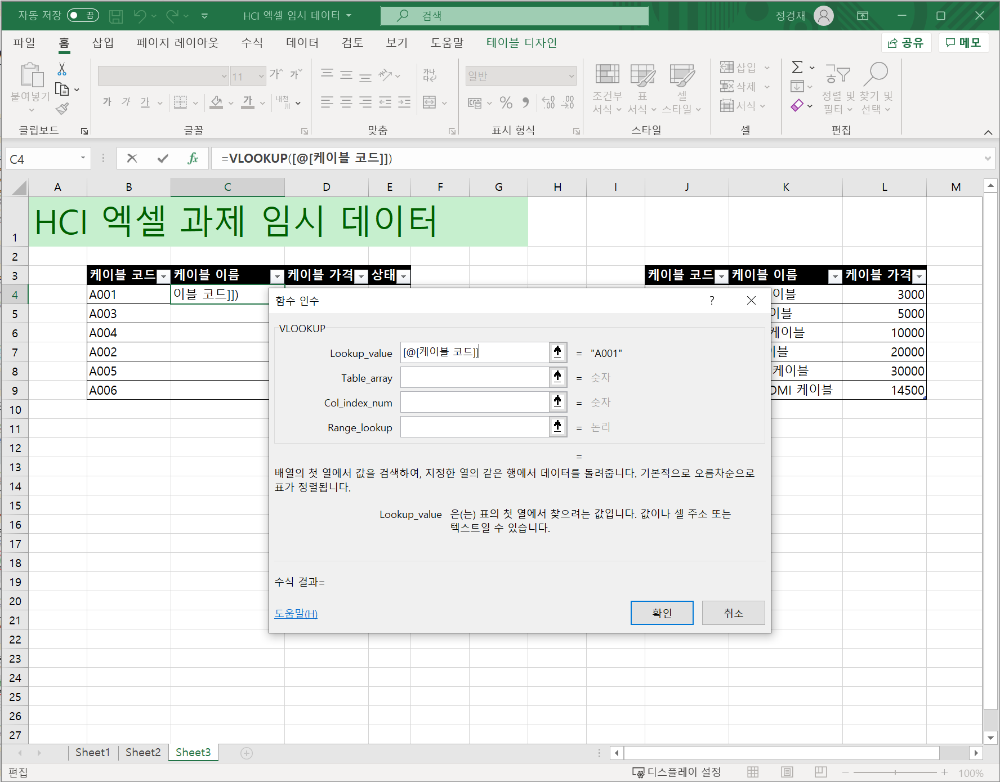 자동 저장 끔 HCI 엑셀 임시 데이터 검색 정경재
파일 홈 삽입 페이지 레이아웃 수식 데이터 검토 보기 도움말 테이블 디자인 공유 메모
붙여넣기
클립보드
11 가 가
가 가 가 가 내천
글꼴
가나
다
맞춤
일반
% 00 00
표시 형식
조건부 서식
표 서식
셀 스타일
스타일
삽입
삭제
서식
셀
정렬 및 필터
찾기 및 선택
편집
C4 fx =VLOOKUP([@[케이블 코드]])
A B C D E F G H I J K L M
1 HCI 엑셀 과제 임시 데이터
2
3 케이블 코드 케이블 이름 케이블 가격 상태 케이블 코드 케이블 이름 케이블 가격
4 A001 이블 코드]]) 이블 3000
5 A003 5000
6 A004 케이블 10000
7 A002 20000
8 A005 케이블 30000
9 A006 DMI 케이블 14500
10
11
12
13
14
15
16
17
18
19
20
21
22
23
24
25
26
27
함수 인수 ?
VLOOKUP
Lookup_value [@[케이블 코드]] = "A001"
Table_array = 숫자
Col_index_num = 숫자
Range_lookup = 논리
=
배열의 첫 열에서 값을 검색하여, 지정한 열의 같은 행에서 데이터를 돌려줍니다. 기본적으로 오름차순으로
표가 정렬됩니다.
Lookup_value 은(는) 표의 첫 열에서 찾으려는 값입니다. 값이나 셀 주소 또는
텍스트일 수 있습니다.
수식 결과=
도움말(H) 확인 취소
Sheet1 Sheet2 Sheet3
편집 디스플레이 설정 100%